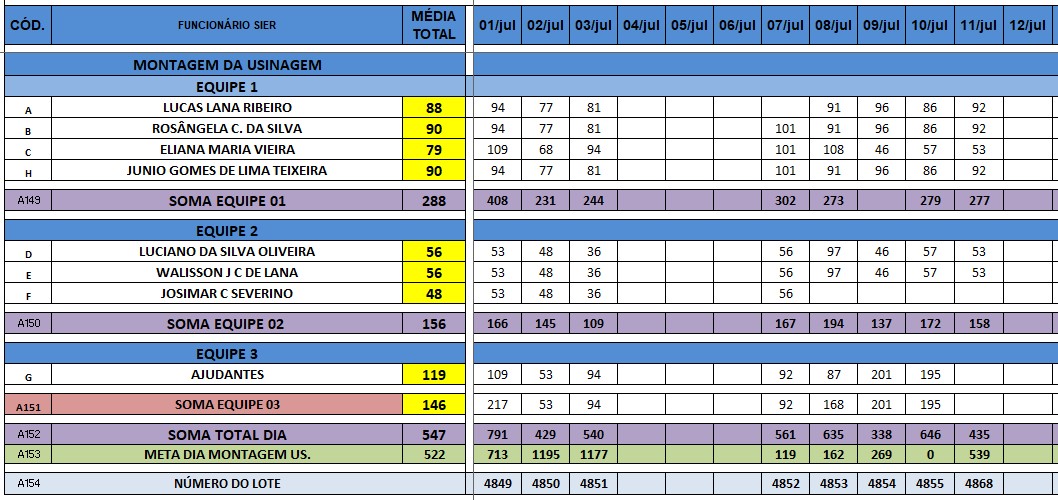 CÓD. FUNCIONÁRIO SIER MÉDIA TOTAL 01/jul 02/jul 03/jul 04/jul 05/jul 06/jul 07/jul 08/jul 09/jul 10/jul 11/jul 12/jul
MONTAGEM DA USINAGEM
EQUIPE 1
A LUCAS LANA RIBEIRO 88 94 77 81 91 96 86 92
B ROSÂNGELA C. DA SILVA 90 94 77 81 101 91 96 86 92
C ELIANA MARIA VIEIRA 79 109 68 94 101 108 46 57 53
H JUNIO GOMES DE LIMA TEIXEIRA 90 94 77 81 101 91 96 86 92
A149 SOMA EQUIPE 01 288 408 231 244 302 273 279 277
EQUIPE 2
D LUCIANO DA SILVA OLIVEIRA 56 53 48 36 56 97 46 57 53
E WALISSON J C DE LANA 56 53 48 36 56 97 46 57 53
F JOSIMAR C SEVERINO 48 53 48 36 56
A150 SOMA EQUIPE 02 156 166 145 109 167 194 137 172 158
EQUIPE 3
G AJUDANTES 119 109 53 94 92 87 201 195
A151 SOMA EQUIPE 03 146 217 53 94 92 168 201 195
A152 SOMA TOTAL DIA 547 791 429 540 561 635 338 646 435
A153 META DIA MONTAGEM US. 522 713 1195 1177 119 162 269 0 539
A154 NÚMERO DO LOTE 4849 4850 4851 4852 4853 4854 4855 4868